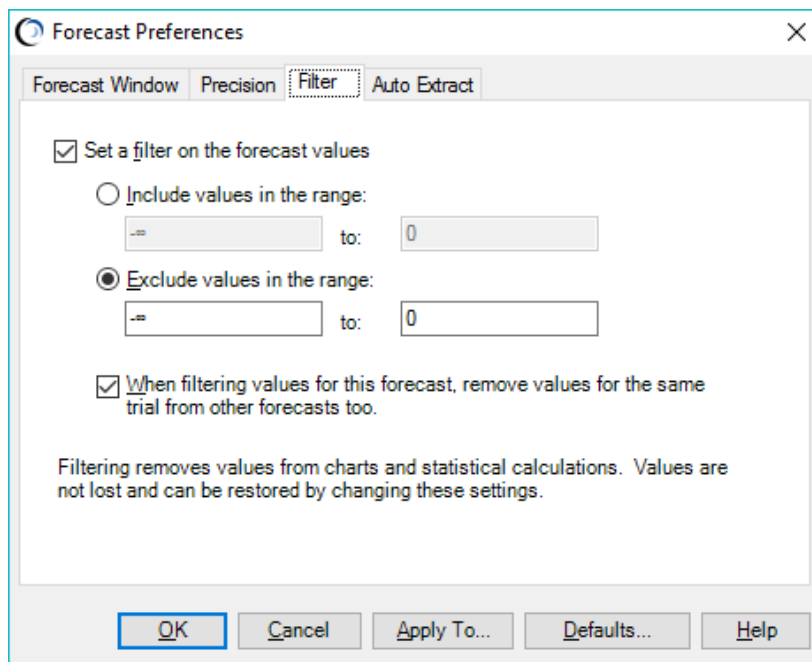 Forecast Preferences
Forecast Window Precision Filter Auto Extract
Set a filter on the forecast values
Include values in the range:
-∞ to: 0
Exclude values in the range:
-∞ to: 0
When filtering values for this forecast, remove values for the same
trial from other forecasts too.
Filtering removes values from charts and statistical calculations. Values are
not lost and can be restored by changing these settings.
OK Cancel Apply To... Defaults... Help